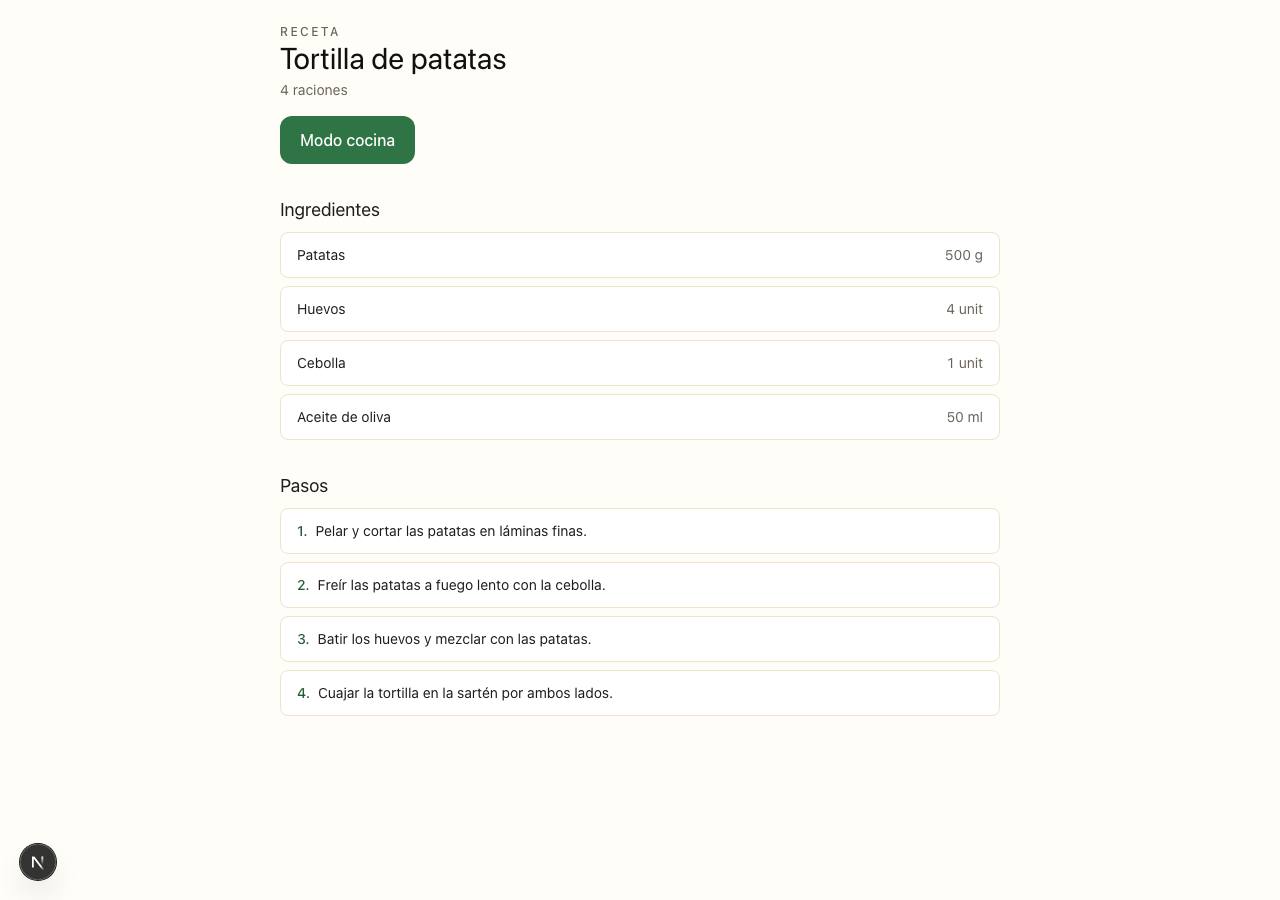 RECETA
Tortilla de patatas
4 raciones
Modo cocina
Ingredientes
Patatas 500 g
Huevos 4 unit
Cebolla 1 unit
Aceite de oliva 50 ml
Pasos
1. Pelar y cortar las patatas en láminas finas.
2. Freír las patatas a fuego lento con la cebolla.
3. Batir los huevos y mezclar con las patatas.
4. Cuajar la tortilla en la sartén por ambos lados.
N